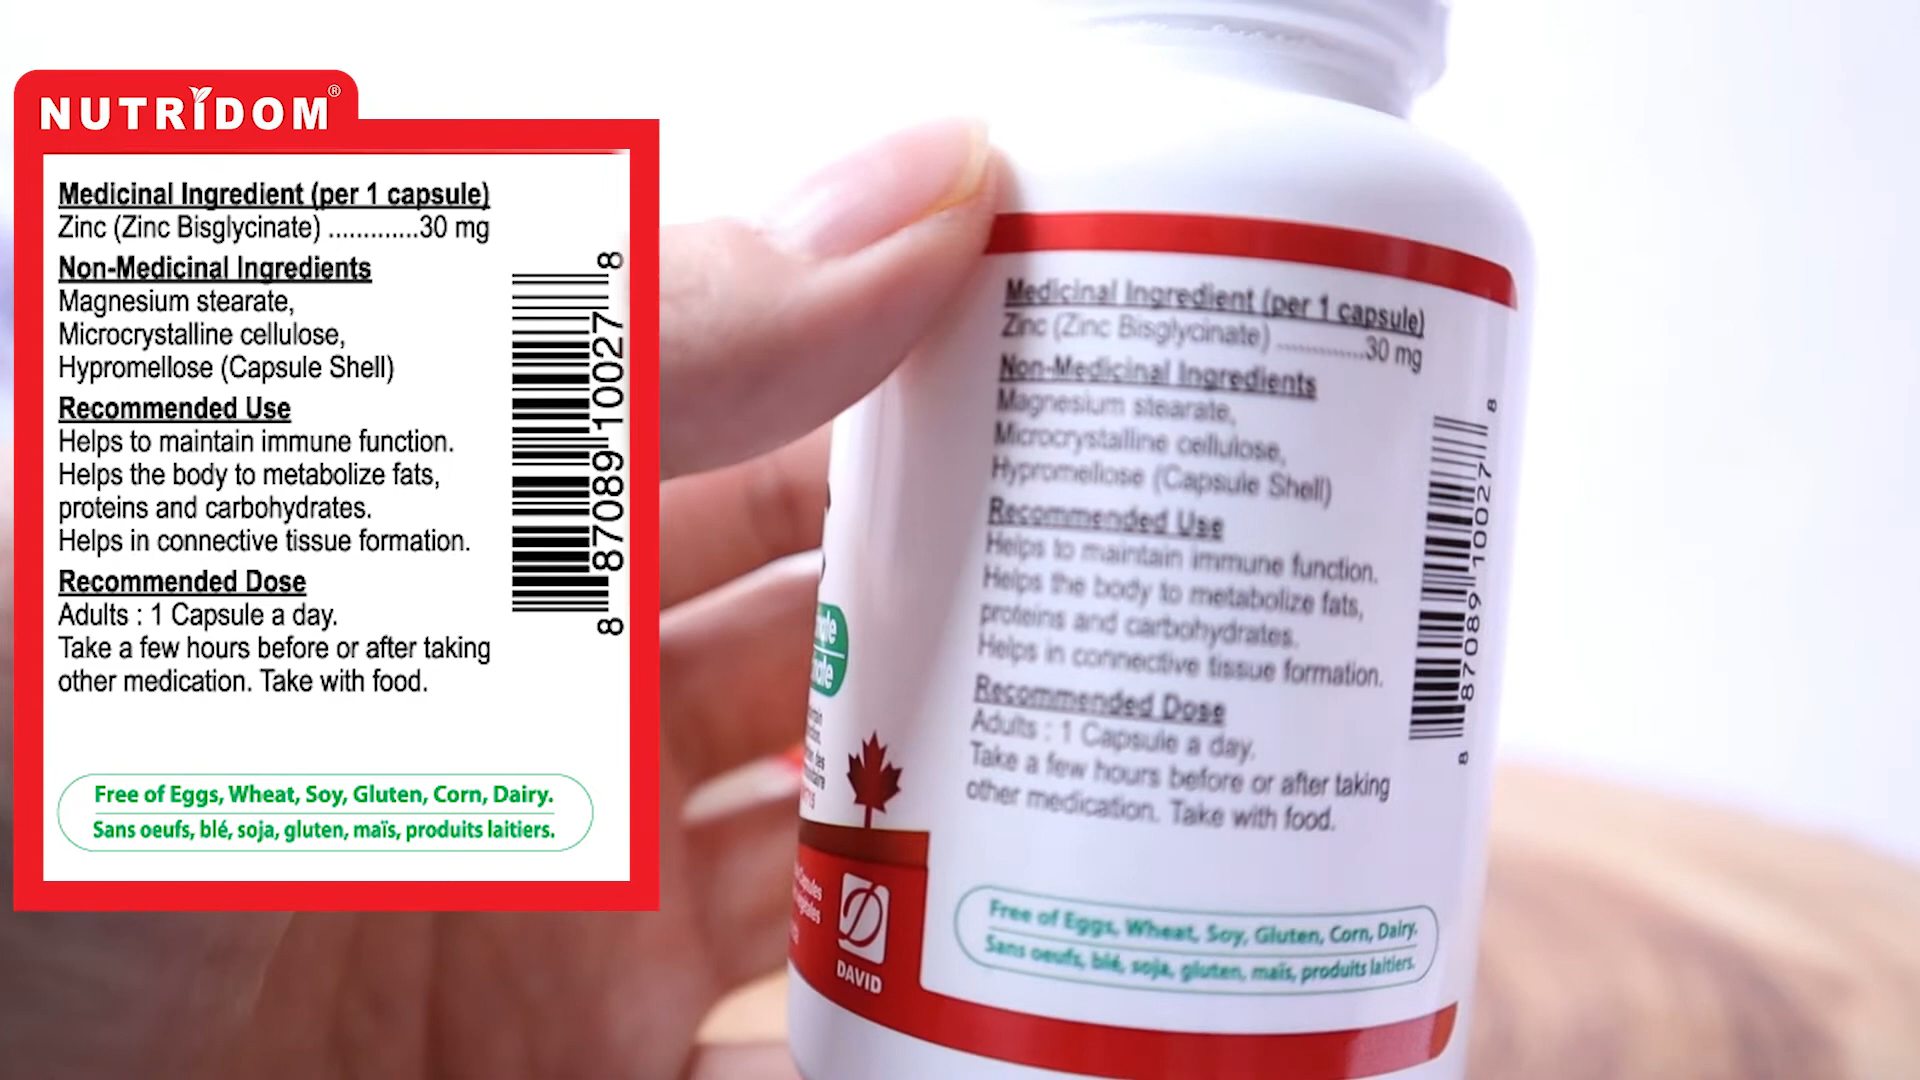 NUTRIDOM®
Medicinal Ingredient (per 1 capsule)
Zinc (Zinc Bisglycinate) .............30 mg
Non-Medicinal Ingredients
Magnesium stearate,
Microcrystalline cellulose,
Hypromellose (Capsule Shell)
Recommended Use
Helps to maintain immune function.
Helps the body to metabolize fats,
proteins and carbohydrates.
Helps in connective tissue formation.
Recommended Dose
Adults : 1 Capsule a day.
Take a few hours before or after taking
other medication. Take with food.
8 87089 10027 8
Free of Eggs, Wheat, Soy, Gluten, Corn, Dairy.
Sans oeufs, blé, soja, gluten, maïs, produits laitiers.
Medicinal Ingredient (per 1 capsule)
Zinc (Zinc Bisglycinate) .............30 mg
Non-Medicinal Ingredients
Magnesium stearate,
Microcrystalline cellulose,
Hypromellose (Capsule Shell)
Recommended Use
Helps to maintain immune function.
Helps the body to metabolize fats,
proteins and carbohydrates.
Helps in connective tissue formation.
Recommended Dose
Adults : 1 Capsule a day.
Take a few hours before or after taking
other medication. Take with food.
8 87089 10027 8
Free of Eggs, Wheat, Soy, Gluten, Corn, Dairy.
Sans oeufs, blé, soja, gluten, maïs, produits laitiers.
DAVID